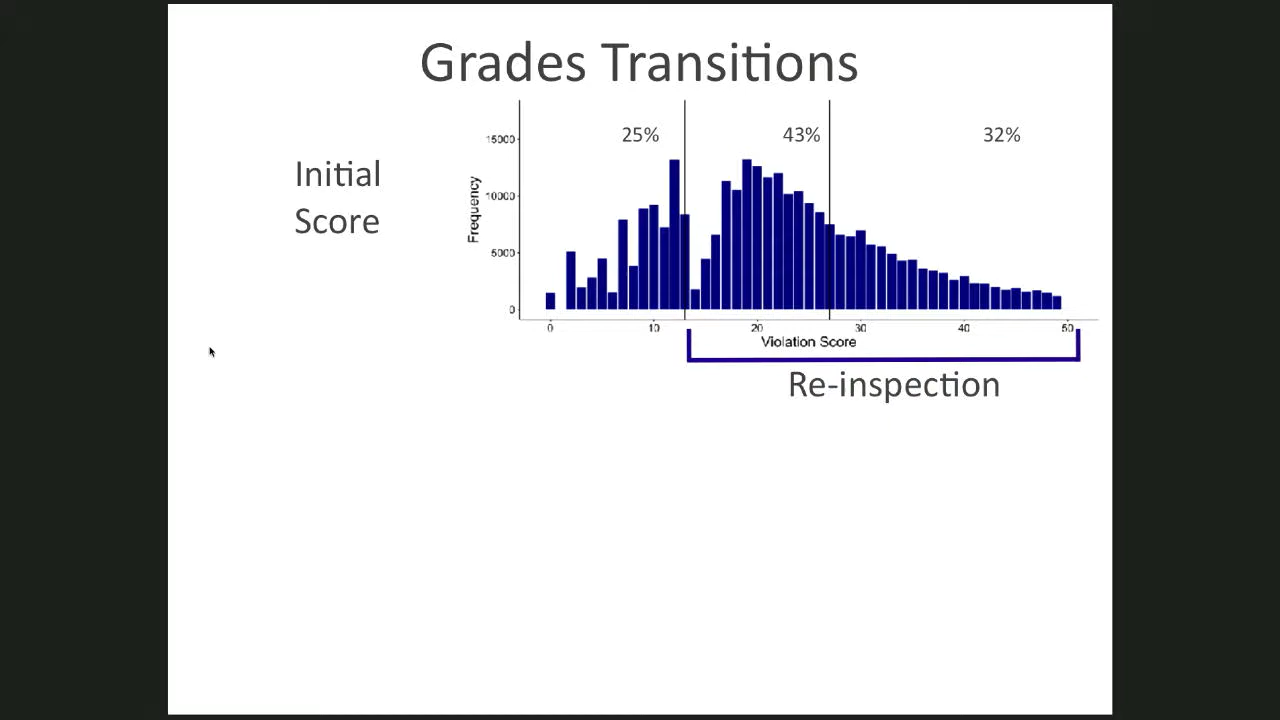 Grades Transitions
Initial
Score
25%
43%
32%
15000
10000
5000
0
Frequency
0 10 20 30 40 50
Violation Score
Re-inspection